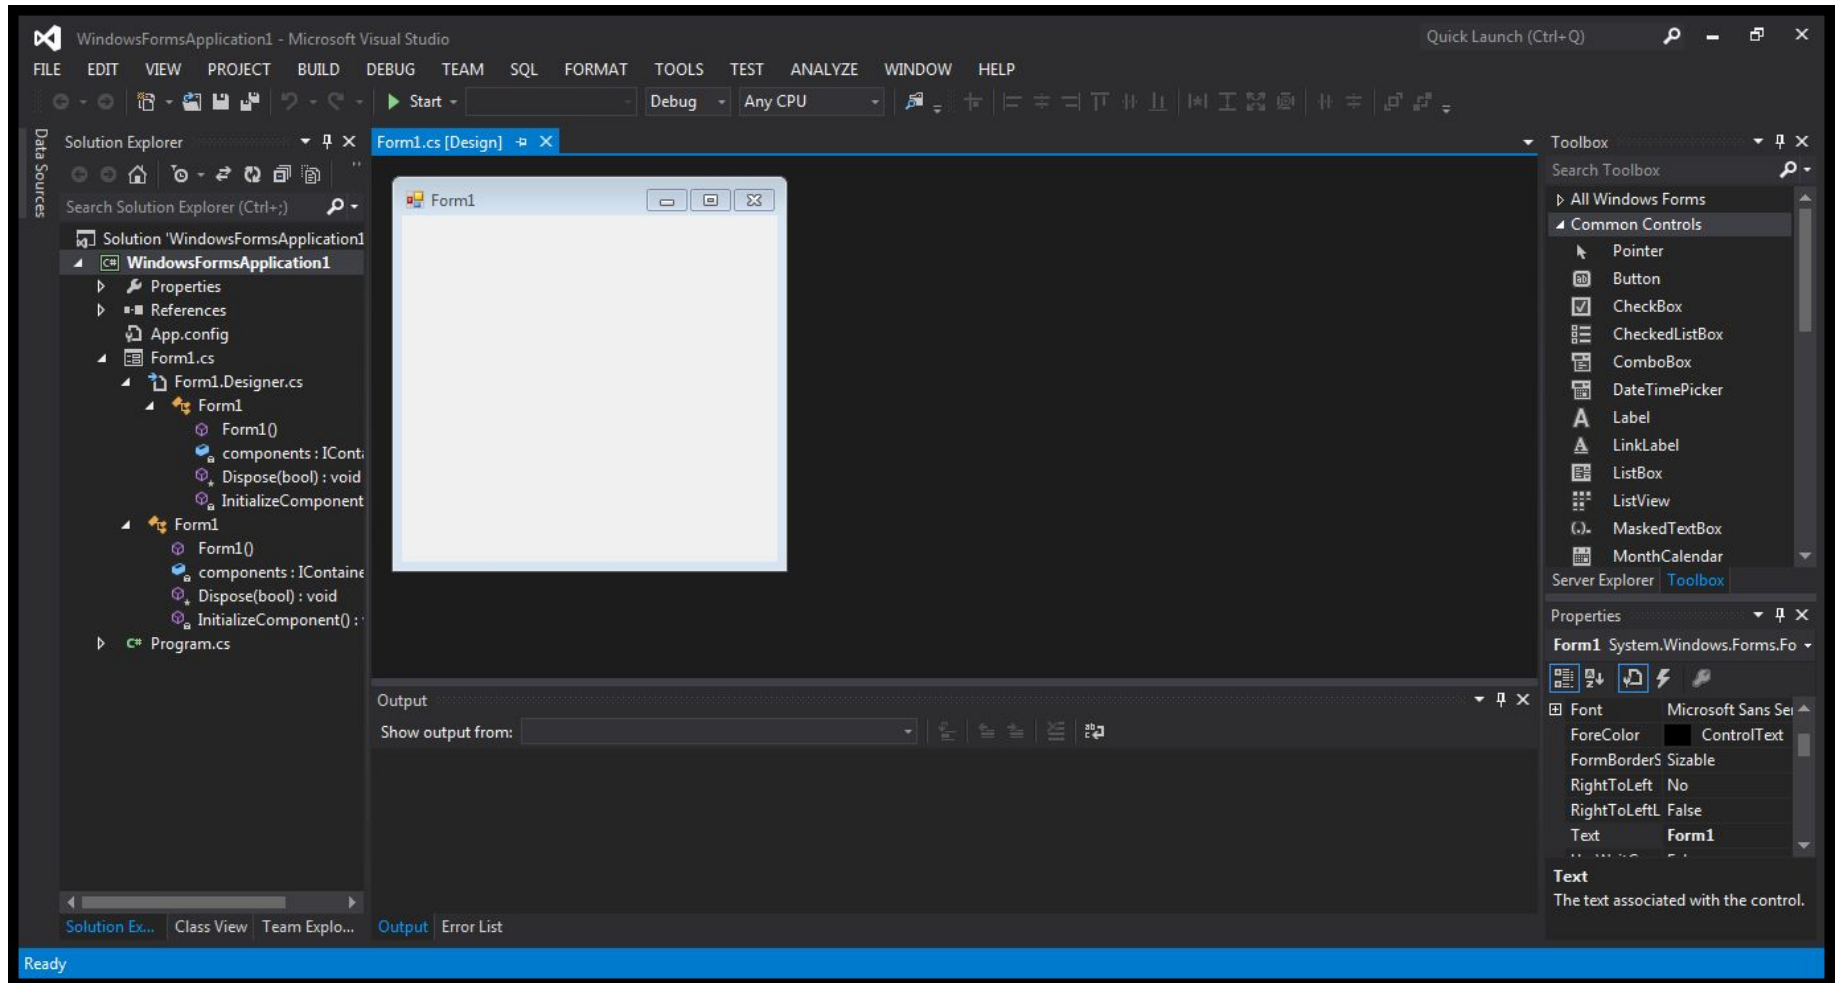 WindowsFormsApplication1 - Microsoft Visual Studio
Quick Launch (Ctrl+Q)
FILE EDIT VIEW PROJECT BUILD DEBUG TEAM SQL FORMAT TOOLS TEST ANALYZE WINDOW HELP
Start Debug Any CPU
Data Sources
Solution Explorer
Search Solution Explorer (Ctrl+;)
Solution 'WindowsFormsApplication1
WindowsFormsApplication1
Properties
References
App.config
Form1.cs
Form1.Designer.cs
Form1
Form1()
components : IConta
Dispose(bool) : void
InitializeComponent
Form1
Form1()
components : IContaine
Dispose(bool) : void
InitializeComponent() :
Program.cs
Solution Ex... Class View Team Explo...
Form1.cs [Design]
Form1
Output
Show output from:
Output Error List
Toolbox
Search Toolbox
All Windows Forms
Common Controls
Pointer
Button
CheckBox
CheckedListBox
ComboBox
DateTimePicker
Label
LinkLabel
ListBox
ListView
MaskedTextBox
MonthCalendar
Server Explorer Toolbox
Properties
Form1 System.Windows.Forms.Fo
Font Microsoft Sans Ser
ForeColor ControlText
FormBorderS Sizable
RightToLeft No
RightToLeftL False
Text Form1
Text
The text associated with the control.
Ready